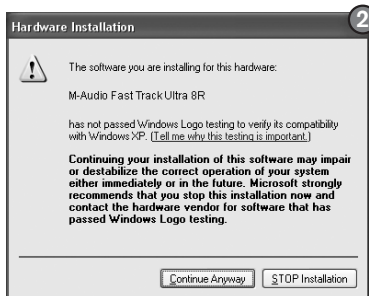 2
Hardware Installation
The software you are installing for this hardware:
M-Audio Fast Track Ultra 8R
has not passed Windows Logo testing to verify its compatibility
with Windows XP. (Tell me why this testing is important.)
Continuing your installation of this software may impair
or destabilize the correct operation of your system
either immediately or in the future. Microsoft strongly
recommends that you stop this installation now and
contact the hardware vendor for software that has
passed Windows Logo testing.
Continue Anyway STOP Installation